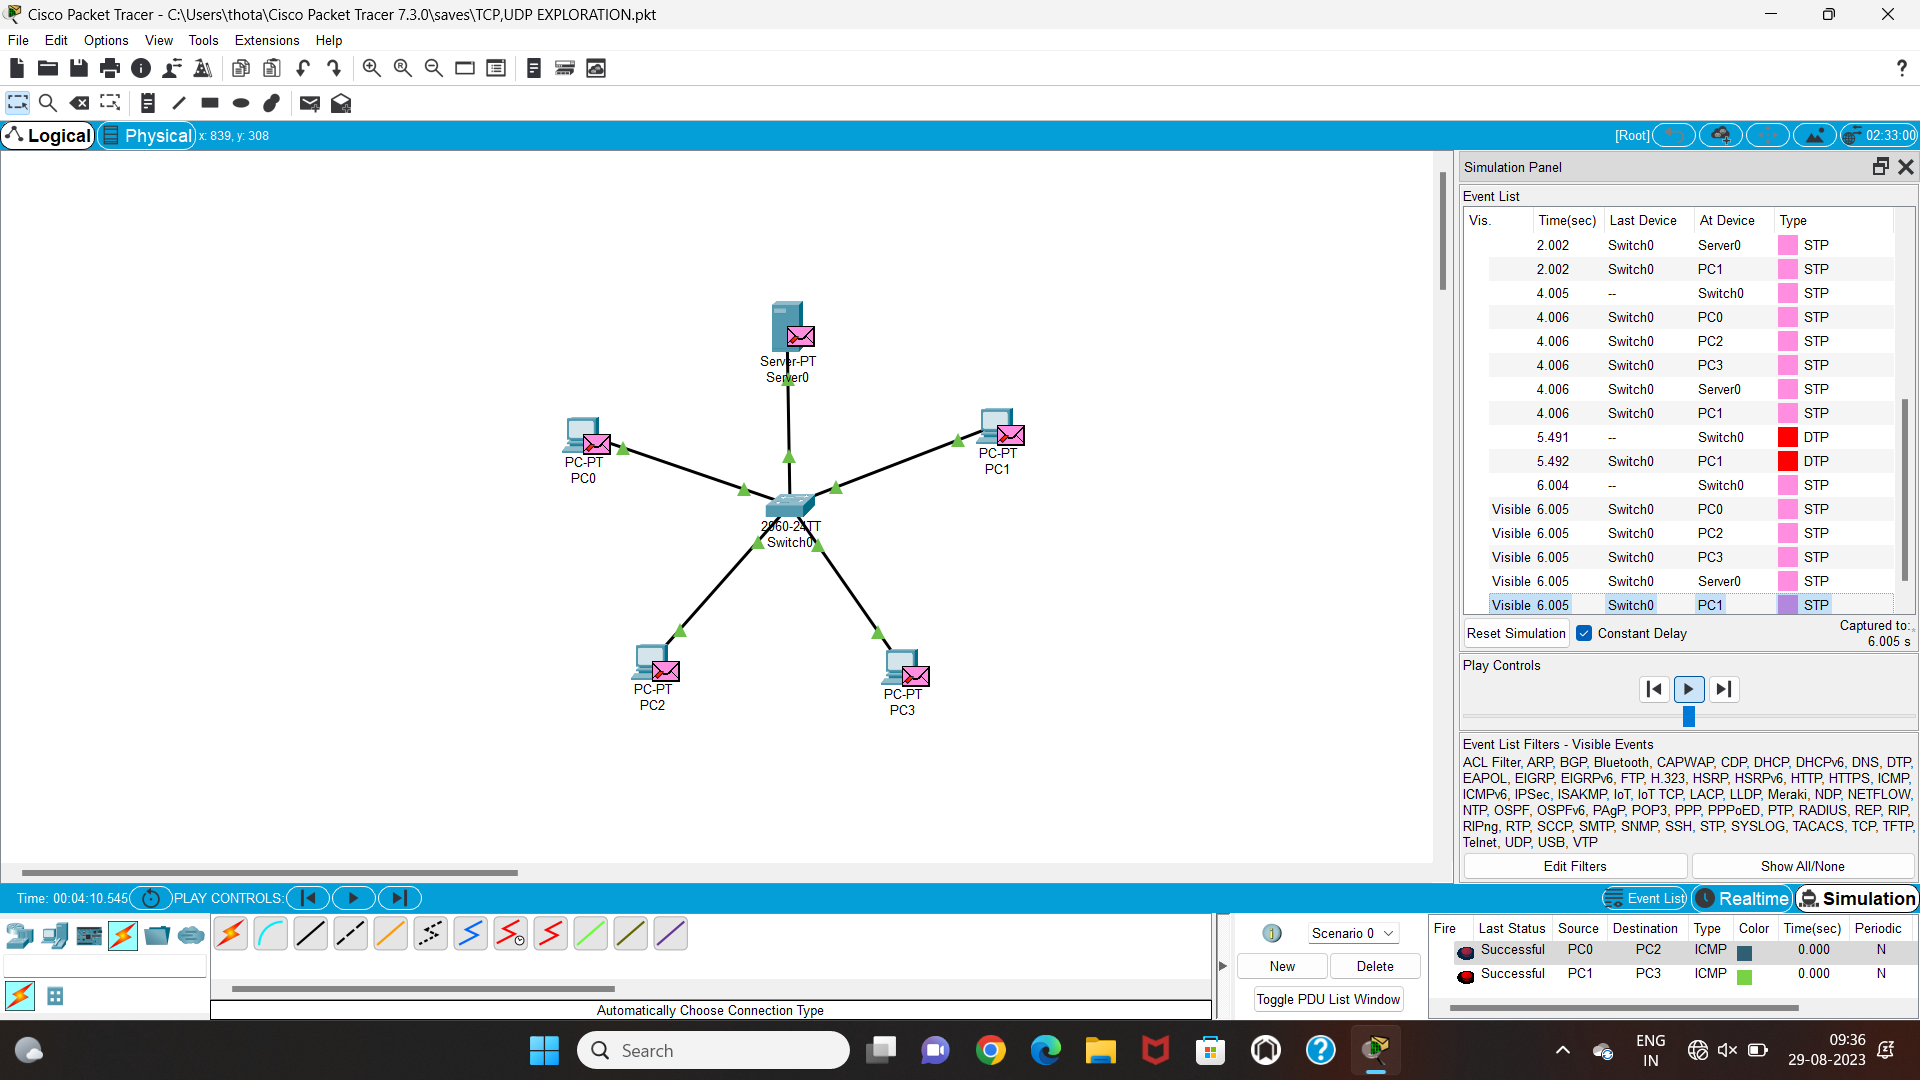 Cisco Packet Tracer - C:\Users\thota\Cisco Packet Tracer 7.3.0\saves\TCP,UDP EXPLORATION.pkt
File Edit Options View Tools Extensions Help
?
Logical Physical x: 839, y: 308 [Root] 02:33:00
Simulation Panel
Event List
Vis. Time(sec) Last Device At Device Type
2.002 Switch0 Server0 STP
2.002 Switch0 PC1 STP
4.005 -- Switch0 STP
4.006 Switch0 PC0 STP
4.006 Switch0 PC2 STP
4.006 Switch0 PC3 STP
4.006 Switch0 Server0 STP
4.006 Switch0 PC1 STP
5.491 -- Switch0 DTP
5.492 Switch0 PC1 DTP
6.004 -- Switch0 STP
Visible 6.005 Switch0 PC0 STP
Visible 6.005 Switch0 PC2 STP
Visible 6.005 Switch0 PC3 STP
Visible 6.005 Switch0 Server0 STP
Visible 6.005 Switch0 PC1 STP
Reset Simulation Constant Delay Captured to:
6.005 s
Play Controls
Event List Filters - Visible Events
ACL Filter, ARP, BGP, Bluetooth, CAPWAP, CDP, DHCP, DHCPv6, DNS, DTP,
EAPOL, EIGRP, EIGRPv6, FTP, H.323, HSRP, HSRPv6, HTTP, HTTPS, ICMP,
ICMPv6, IPSec, ISAKMP, IoT, IoT TCP, LACP, LLDP, Meraki, NDP, NETFLOW,
NTP, OSPF, OSPFv6, PAgP, POP3, PPP, PPPoED, PTP, RADIUS, REP, RIP,
RIPng, RTP, SCCP, SMTP, SNMP, SSH, STP, SYSLOG, TACACS, TCP, TFTP,
Telnet, UDP, USB, VTP
Edit Filters Show All/None
Server-PT
Server0
PC-PT
PC0
PC-PT
PC1
2960-24TT
Switch0
PC-PT
PC2
PC-PT
PC3
Time: 00:04:10.545 PLAY CONTROLS: Event List Realtime Simulation
Automatically Choose Connection Type
Scenario 0
New Delete
Toggle PDU List Window
Fire Last Status Source Destination Type Color Time(sec) Periodic
Successful PC0 PC2 ICMP 0.000 N
Successful PC1 PC3 ICMP 0.000 N
Search
ENG
IN
09:36
29-08-2023